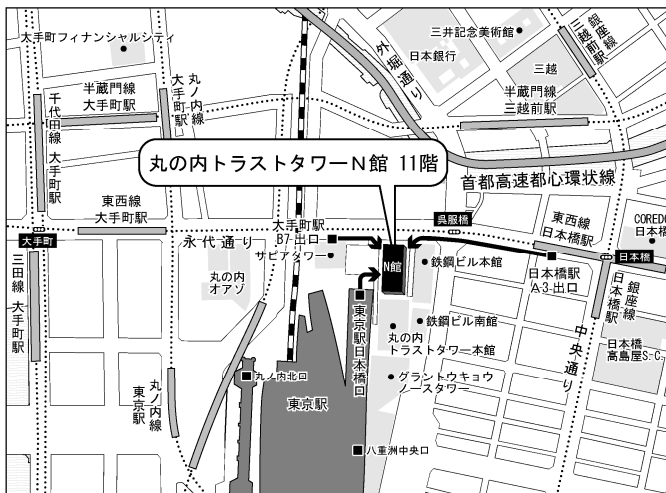 大手町フィナンシャルシティ
半蔵門線
大手町駅
丸ノ内線
大手町駅
千代田線 大手町駅
外堀通り
三井記念美術館
日本銀行
三越
銀座線
三越前駅
半蔵門線
三越前駅
丸の内トラストタワーN館 11階
首都高速都心環状線
東西線
大手町駅
大手町
永代通り
大手町駅
B7出口
サピアタワー
丸の内
オアゾ
呉服橋
東西線
日本橋駅
COREDO
日本橋
日本橋
N館
鉄鋼ビル本館
日本橋駅
A-3出口
銀座線
日本橋駅
三田線 大手町駅
東京駅日本橋口
鉄鋼ビル南館
丸の内
トラストタワー本館
中央通り
日本橋
高島屋S.C.
丸ノ内線
東京駅
丸ノ内北口
東京駅
グラントウキョウ
ノースタワー
八重洲中央口